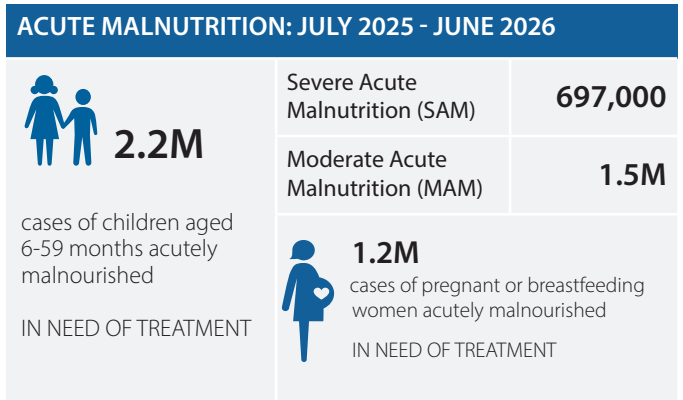 ACUTE MALNUTRITION: JULY 2025 - JUNE 2026
2.2M
cases of children aged
6-59 months acutely
malnourished
IN NEED OF TREATMENT
Severe Acute
Malnutrition (SAM)
697,000
Moderate Acute
Malnutrition (MAM)
1.5M
1.2M
cases of pregnant or breastfeeding
women acutely malnourished
IN NEED OF TREATMENT